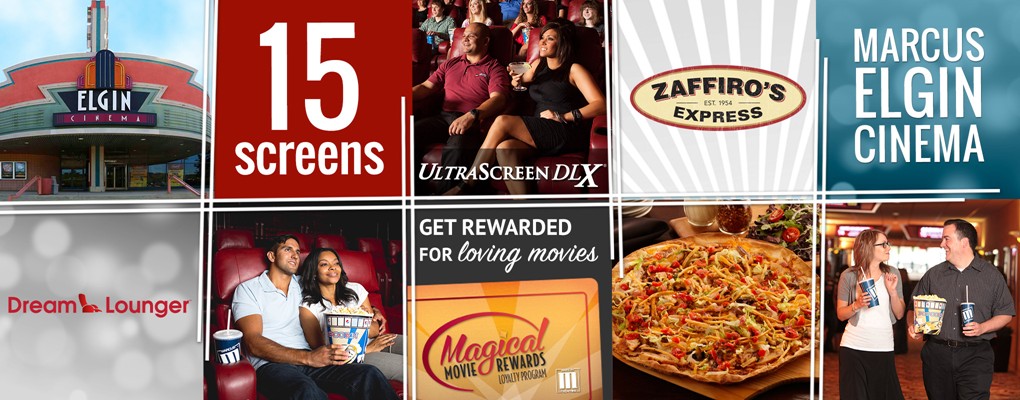 ELGIN
CINEMA
15
screens
ULTRASCREEN DLX
ZAFFIRO'S
EST. 1954
EXPRESS
MARCUS
ELGIN
CINEMA
Dream Lounger
GET REWARDED
FOR loving movies
Magical
MOVIE REWARDS
LOYALTY PROGRAM